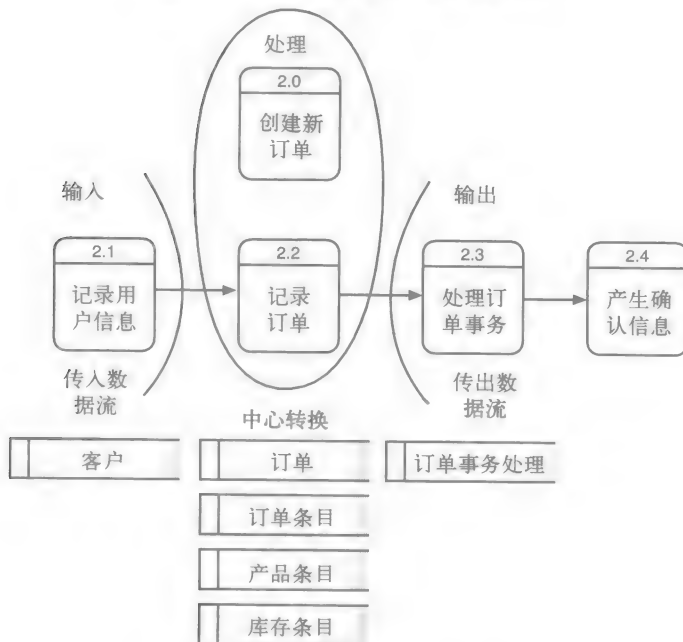 处理
2.0
创建新
订单
输入
输出
2.1
记录用
户信息
2.2
记录
订单
2.3
处理订
单事务
2.4
产生确
认信息
传入数
据流
中心转换
传出数
据流
客户
订单
订单事务处理
订单条目
产品条目
库存条目